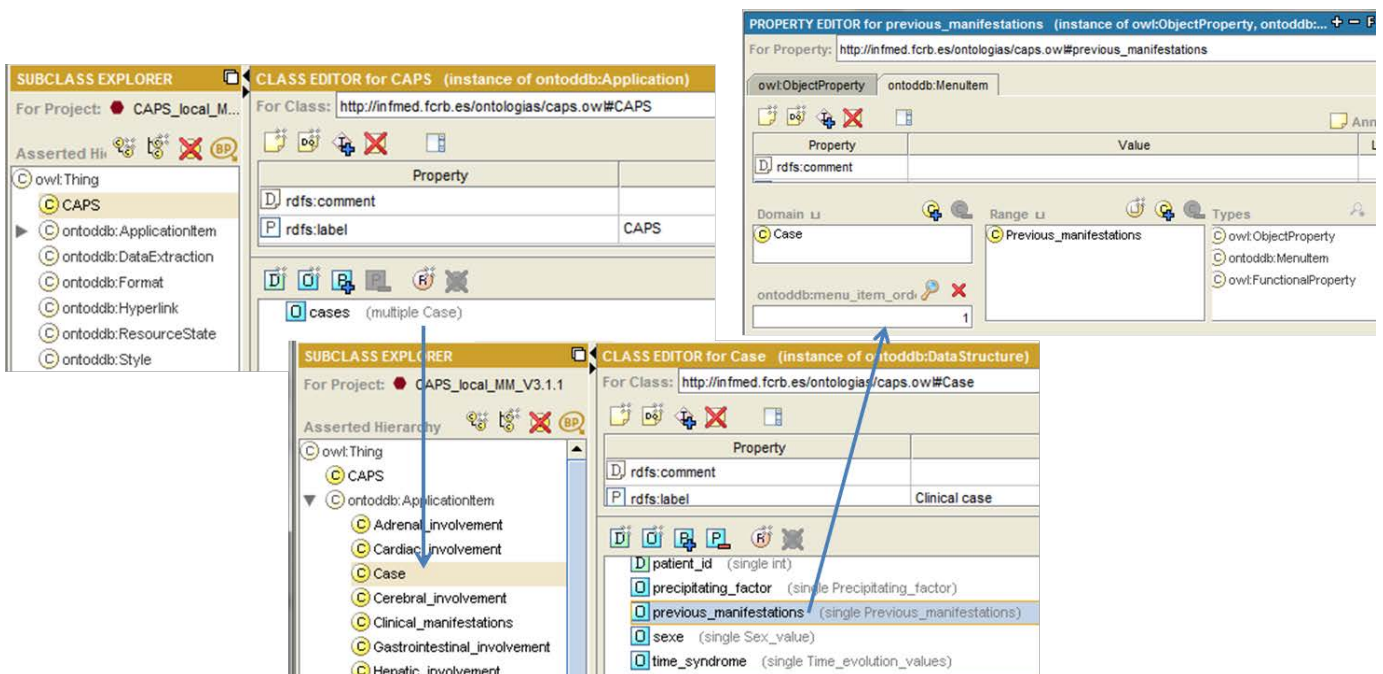 SUBCLASS EXPLORER
For Project: CAPS_local_M...
Asserted Hi
BP
owl:Thing
CAPS
ontoddb:ApplicationItem
ontoddb:DataExtraction
ontoddb:Format
ontoddb:Hyperlink
ontoddb:ResourceState
ontoddb:Style
CLASS EDITOR for CAPS (instance of ontoddb:Application)
For Class: http://infmed.fcrb.es/ontologias/caps.owl#CAPS
Property
rdfs:comment
rdfs:label CAPS
cases (multiple Case)
PROPERTY EDITOR for previous_manifestations (instance of owl:ObjectProperty, ontoddb:...
For Property: http://infmed.fcrb.es/ontologias/caps.owl#previous_manifestations
owl:ObjectProperty ontoddb:MenuItem
Ann
Property Value L
rdfs:comment
Domain Range Types
Case Previous_manifestations owl:ObjectProperty
ontoddb:MenuItem
owl:FunctionalProperty
ontoddb:menu_item_ord
1
SUBCLASS EXPLORER
For Project: CAPS_local_MM_V3.1.1
Asserted Hierarchy
BP
owl:Thing
CAPS
ontoddb:ApplicationItem
Adrenal_involvement
Cardiac_involvement
Case
Cerebral_involvement
Clinical_manifestations
Gastrointestinal_involvement
Hepatic_involvement
CLASS EDITOR for Case (instance of ontoddb:DataStructure)
For Class: http://infmed.fcrb.es/ontologias/caps.owl#Case
Property
rdfs:comment
rdfs:label Clinical case
patient_id (single int)
precipitating_factor (single Precipitating_factor)
previous_manifestations (single Previous_manifestations)
sexe (single Sex_value)
time_syndrome (single Time_evolution_values)